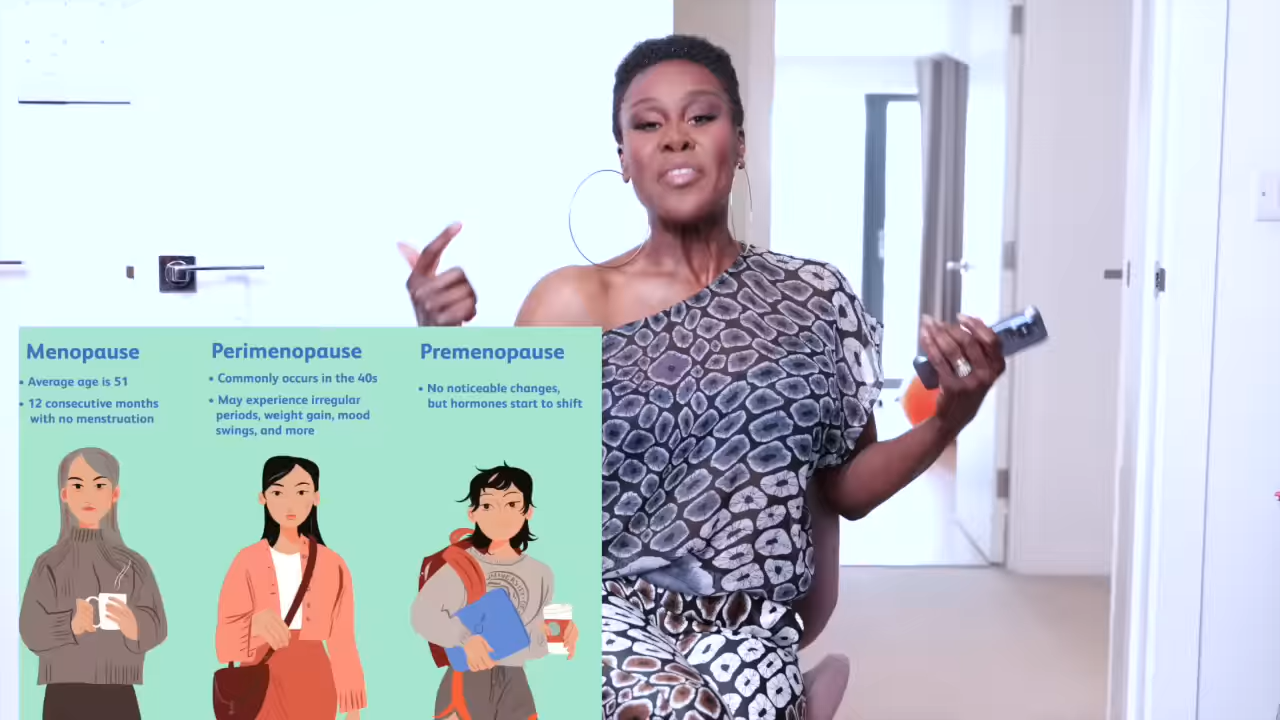 Menopause
• Average age is 51
• 12 consecutive months
with no menstruation
Perimenopause
• Commonly occurs in the 40s
• May experience irregular
periods, weight gain, mood
swings, and more
Premenopause
• No noticeable changes,
but hormones start to shift